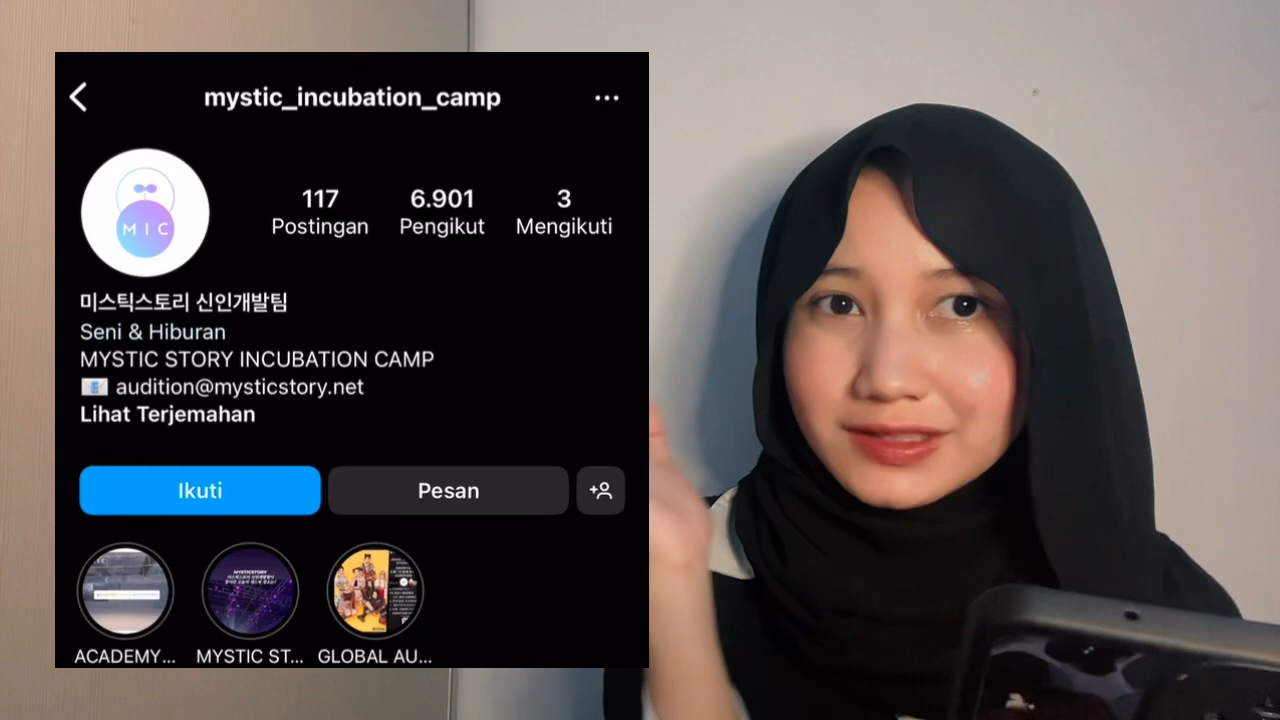 mystic_incubation_camp
MIC
117
Postingan
6.901
Pengikut
3
Mengikuti
미스틱스토리 신인개발팀
Seni & Hiburan
MYSTIC STORY INCUBATION CAMP
📧 audition@mysticstory.net
Lihat Terjemahan
Ikuti
Pesan
MYSTICSTORY
ACADEMY...
MYSTIC ST...
GLOBAL AU...